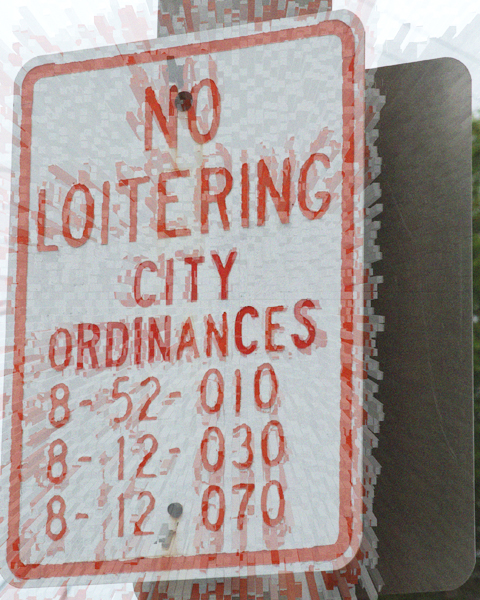 NO
LOITERING
CITY
ORDINANCES
8-52-010
8-12-030
8-12.070